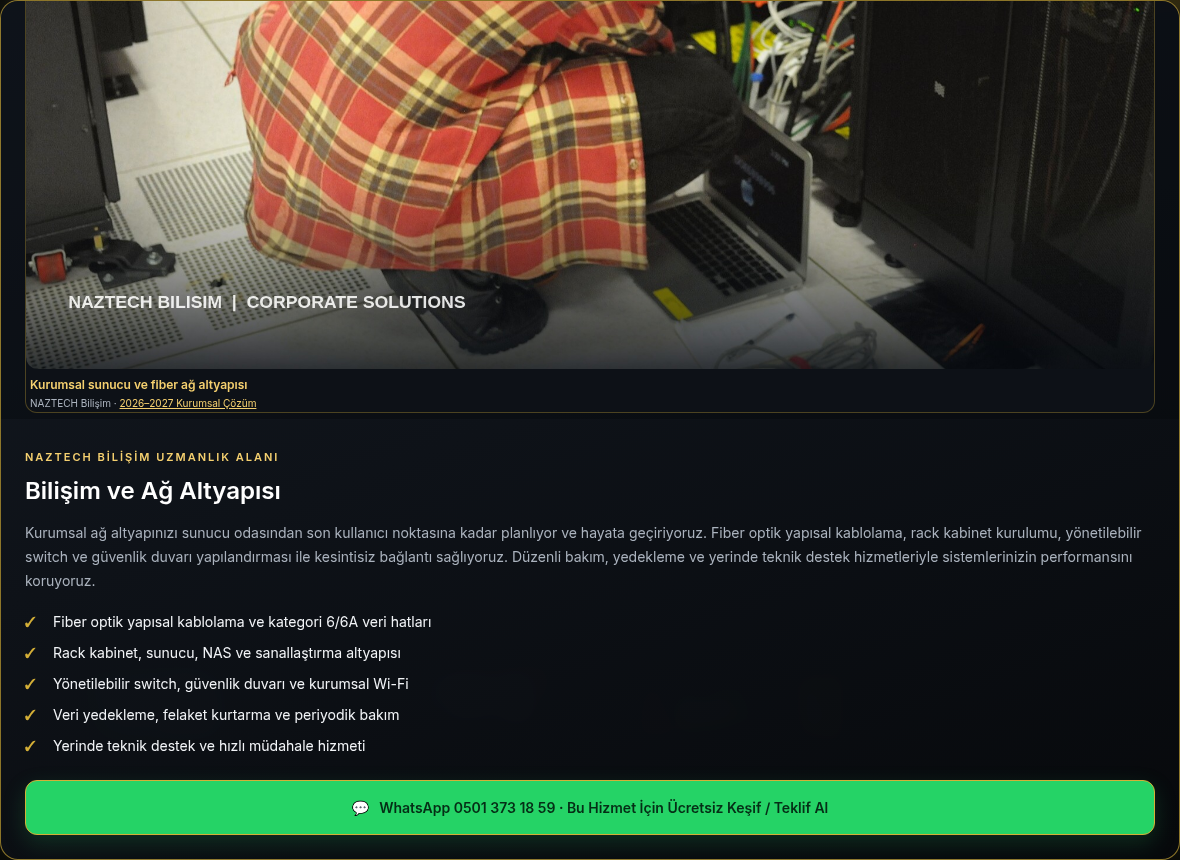 NAZTECH BILISIM | CORPORATE SOLUTIONS
Kurumsal sunucu ve fiber ağ altyapısı
NAZTECH Bilişim · 2026–2027 Kurumsal Çözüm
NAZTECH BİLİŞİM UZMANLIK ALANI
Bilişim ve Ağ Altyapısı
Kurumsal ağ altyapınızı sunucu odasından son kullanıcı noktasına kadar planlıyor ve hayata geçiriyoruz. Fiber optik yapısal kablolama, rack kabinet kurulumu, yönetilebilir
switch ve güvenlik duvarı yapılandırması ile kesintisiz bağlantı sağlıyoruz. Düzenli bakım, yedekleme ve yerinde teknik destek hizmetleriyle sistemlerinizin performansını
koruyoruz.
✓ Fiber optik yapısal kablolama ve kategori 6/6A veri hatları
✓ Rack kabinet, sunucu, NAS ve sanallaştırma altyapısı
✓ Yönetilebilir switch, güvenlik duvarı ve kurumsal Wi-Fi
✓ Veri yedekleme, felaket kurtarma ve periyodik bakım
✓ Yerinde teknik destek ve hızlı müdahale hizmeti
💬 WhatsApp 0501 373 18 59 · Bu Hizmet İçin Ücretsiz Keşif / Teklif Al